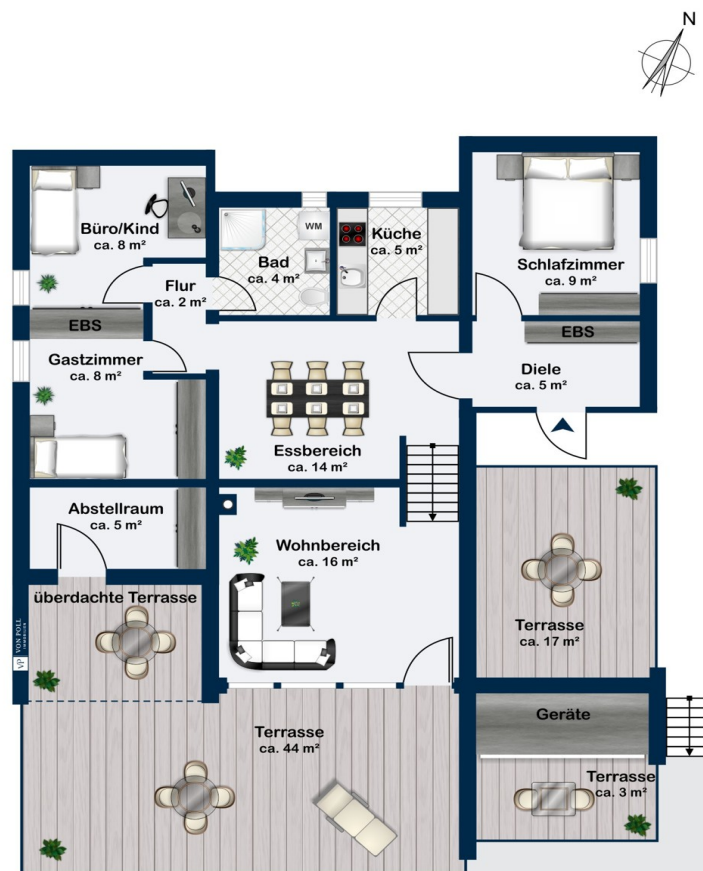 N
Büro/Kind
ca. 8 m²
Bad
ca. 4 m²
WM
Küche
ca. 5 m²
Schlafzimmer
ca. 9 m²
Flur
ca. 2 m²
EBS
EBS
Gastzimmer
ca. 8 m²
Diele
ca. 5 m²
Essbereich
ca. 14 m²
Abstellraum
ca. 5 m²
Wohnbereich
ca. 16 m²
überdachte Terrasse
Terrasse
ca. 17 m²
VP VON POLL
IMMOBILIEN
Terrasse
ca. 44 m²
Geräte
Terrasse
ca. 3 m²